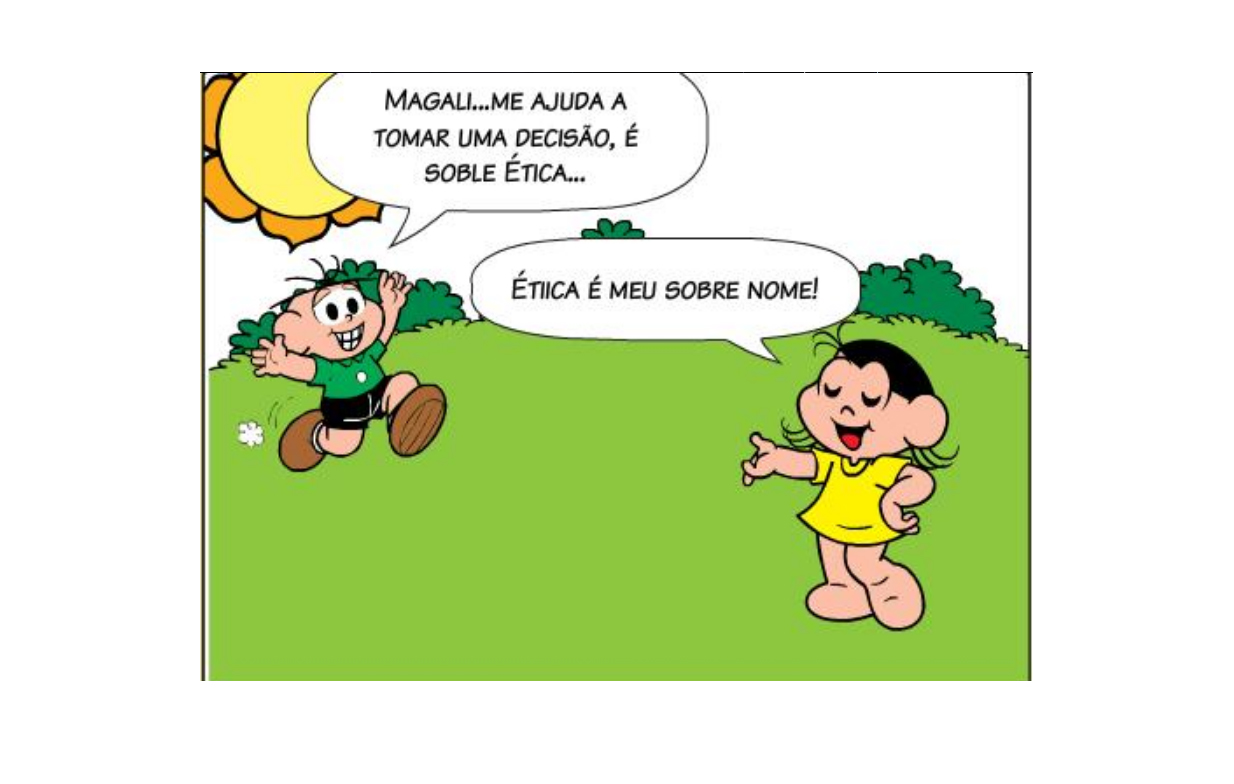 MAGALI...ME AJUDA A
TOMAR UMA DECISÃO, É
SOBLE ÉTICA...
ÉTIICA É MEU SOBRE NOME!